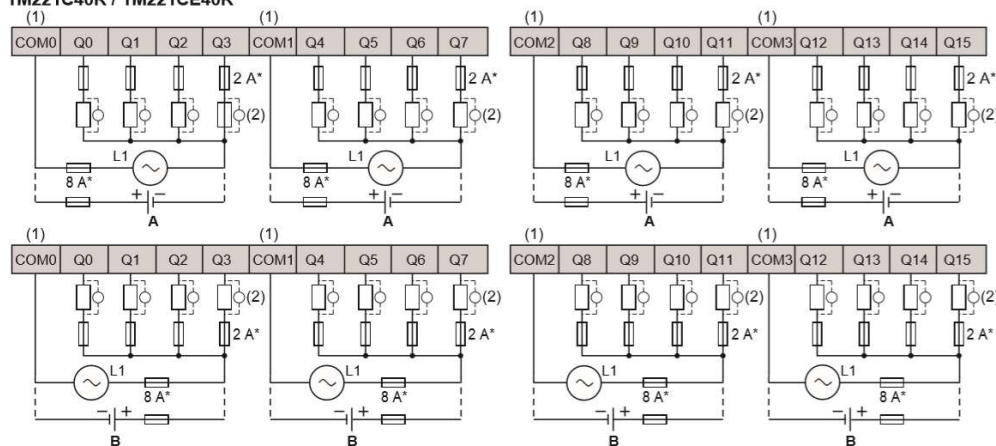 TM221C40R / TM221CE40R
(1) (1) (1) (1)
COM0 Q0 Q1 Q2 Q3 COM1 Q4 Q5 Q6 Q7 COM2 Q8 Q9 Q10 Q11 COM3 Q12 Q13 Q14 Q15
2 A* 2 A* 2 A* 2 A*
(2) (2) (2) (2)
L1 L1 L1 L1
8 A* 8 A* 8 A* 8 A*
+ − + − + − + −
A A A A
(1) (1) (1) (1)
COM0 Q0 Q1 Q2 Q3 COM1 Q4 Q5 Q6 Q7 COM2 Q8 Q9 Q10 Q11 COM3 Q12 Q13 Q14 Q15
(2) (2) (2) (2)
2 A* 2 A* 2 A* 2 A*
L1 L1 L1 L1
8 A* 8 A* 8 A* 8 A*
− + − + − + − +
B B B B